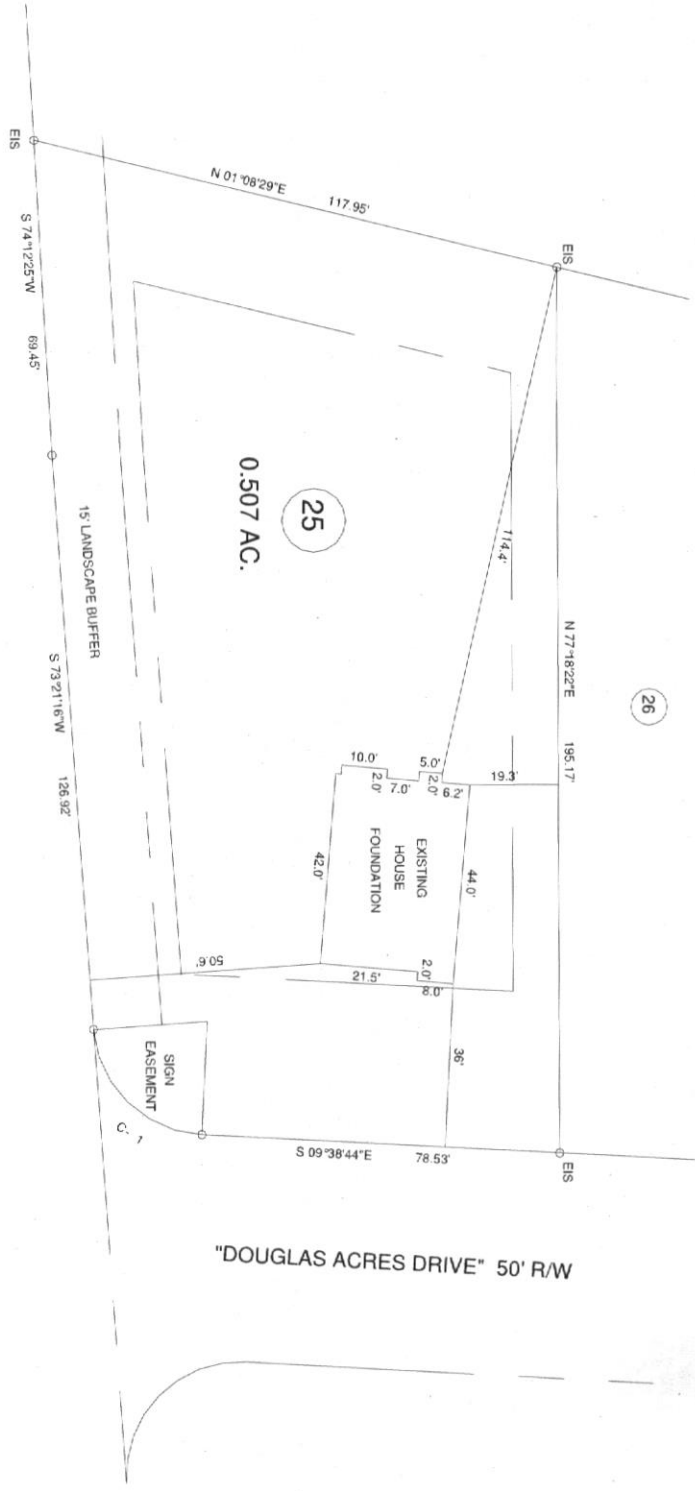 EIS
N 01°08'29"E 117.95'
EIS
S 74°12'25"W 69.45'
N 77°18'22"E 195.17'
26
25
0.507 AC.
114.4'
15' LANDSCAPE BUFFER
S 73°21'16"W 126.92'
10.0'
5.0'
19.3'
2.0'
7.0'
2.0'
6.2'
EXISTING
HOUSE
FOUNDATION
42.0'
44.0'
50.6'
21.5'
2.0'
8.0'
36'
SIGN
EASEMENT
C- 1
S 09°38'44"E 78.53'
EIS
"DOUGLAS ACRES DRIVE" 50' R/W